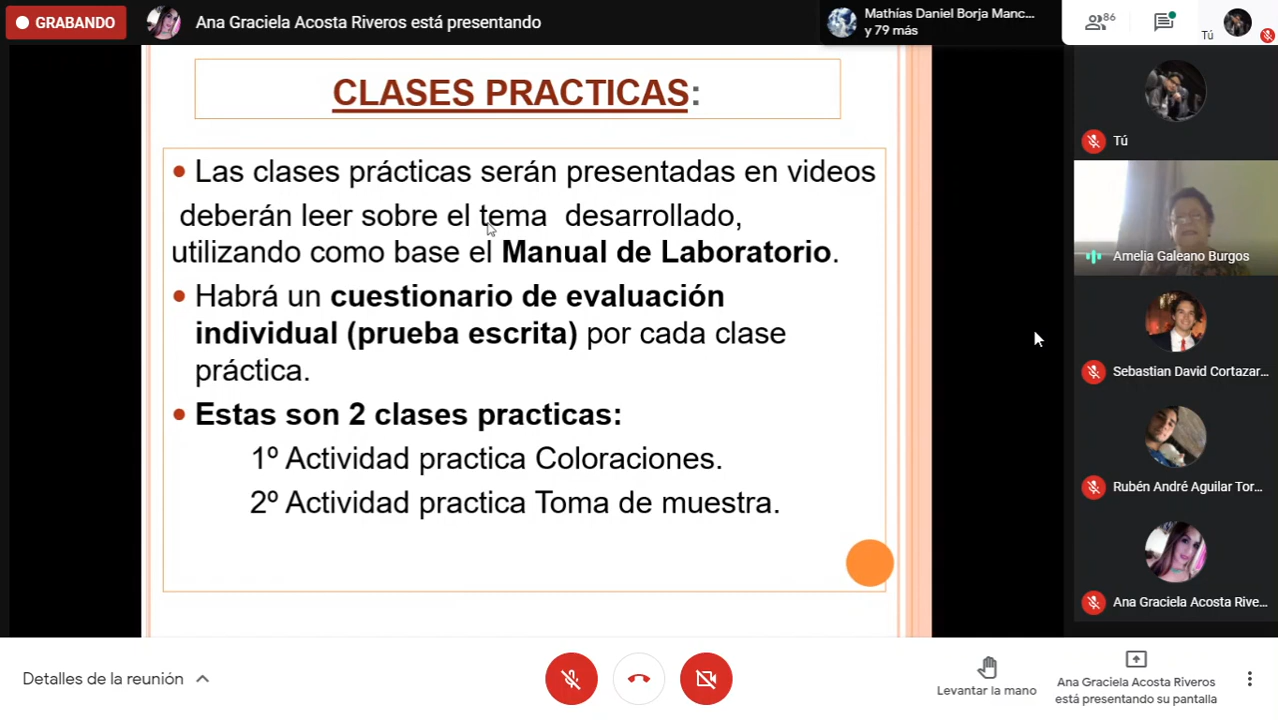 GRABANDO
Ana Graciela Acosta Riveros está presentando
Mathías Daniel Borja Manc...
y 79 más
86
Tú
CLASES PRACTICAS:
Las clases prácticas serán presentadas en videos
deberán leer sobre el tema desarrollado,
utilizando como base el Manual de Laboratorio.
Habrá un cuestionario de evaluación
individual (prueba escrita) por cada clase
práctica.
Estas son 2 clases practicas:
1º Actividad practica Coloraciones.
2º Actividad practica Toma de muestra.
Tú
Amelia Galeano Burgos
Sebastian David Cortazar...
Rubén André Aguilar Tor...
Ana Graciela Acosta Rive...
Detalles de la reunión
Levantar la mano
Ana Graciela Acosta Riveros
está presentando su pantalla